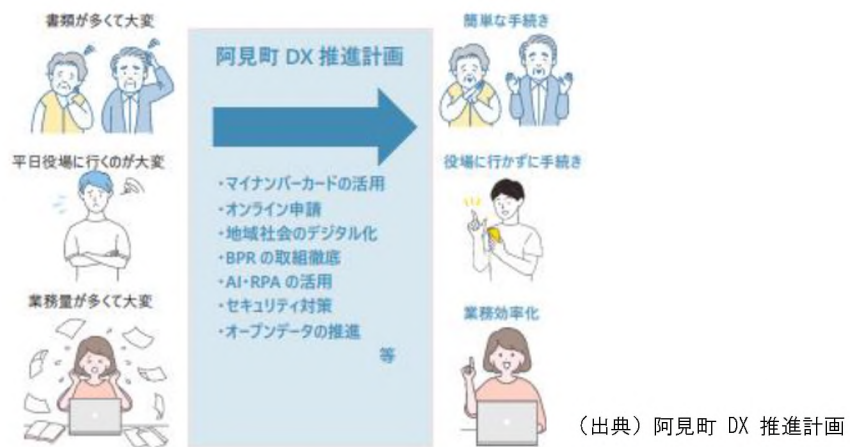 書類が多くて大変
平日役場に行くのが大変
業務量が多くて大変
阿見町 DX 推進計画
・マイナンバーカードの活用
・オンライン申請
・地域社会のデジタル化
・BPR の取組徹底
・AI・RPA の活用
・セキュリティ対策
・オープンデータの推進
等
簡単な手続き
役場に行かずに手続き
業務効率化
（出典）阿見町 DX 推進計画